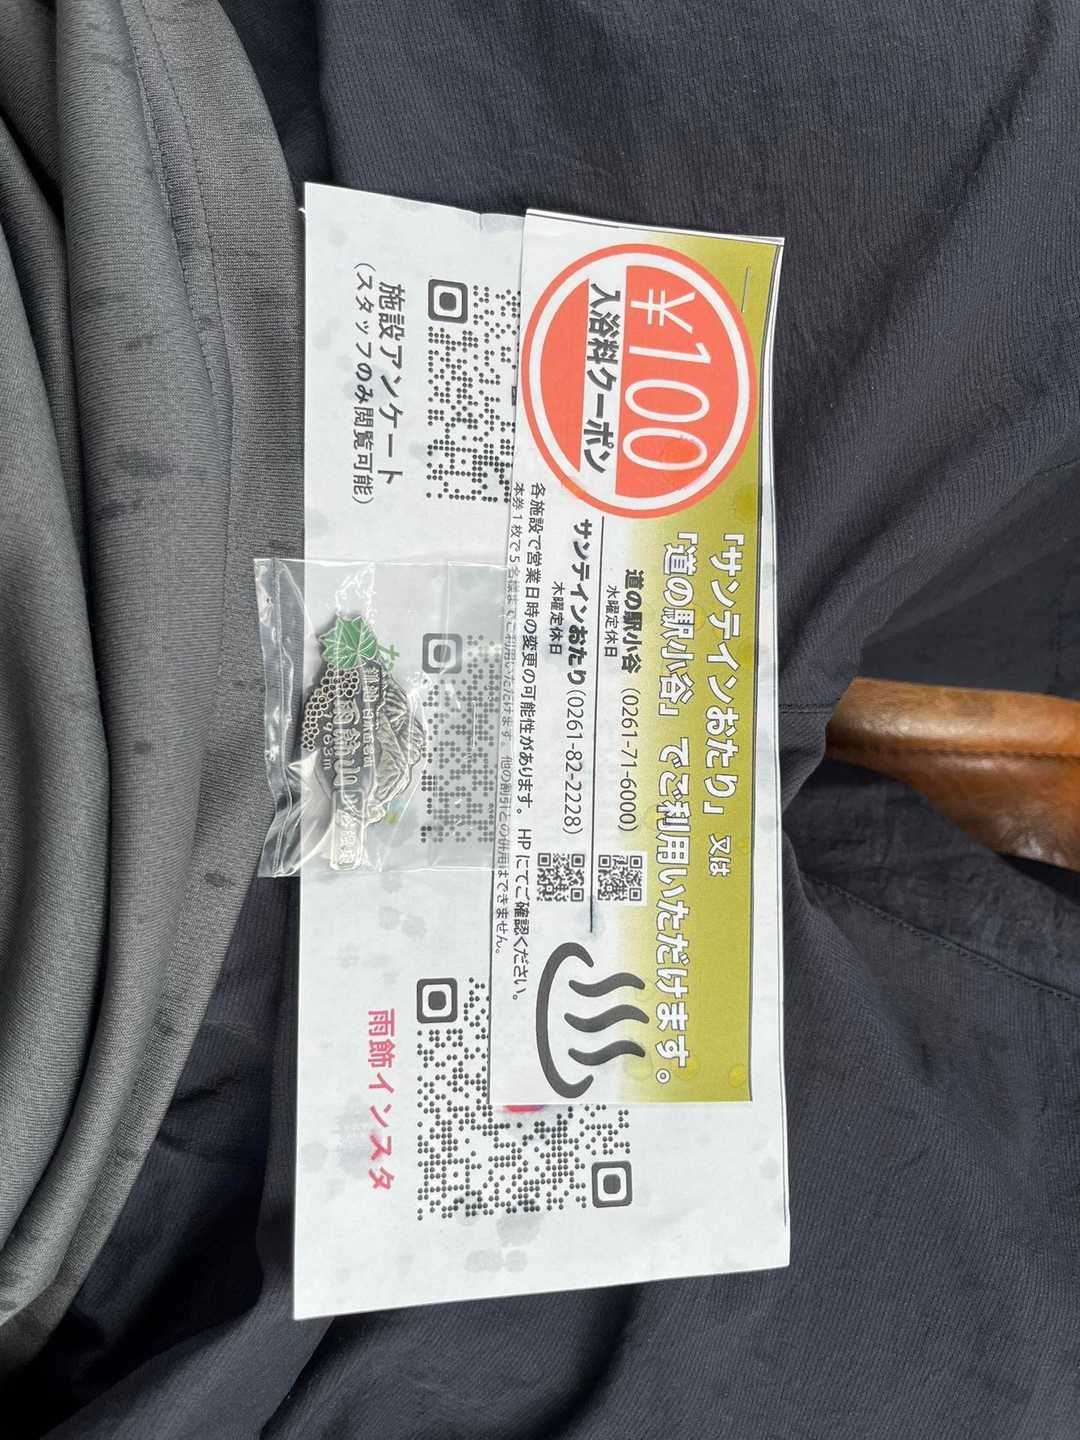 ¥100
入浴料クーポン
「サンテインおたり」又は
「道の駅小谷」でご利用いただけます。
道の駅小谷 (0261-71-6000)
水曜定休日
サンテインおたり (0261-82-2228)
木曜定休日
各施設で営業日時の変更の可能性があります。HPにてご確認ください。
本券1枚で5名様までご利用いただけます。他の割引との併用はできません。
施設アンケート
(スタッフのみ閲覧可能)
雨飾山
1963m
雨飾インスタ